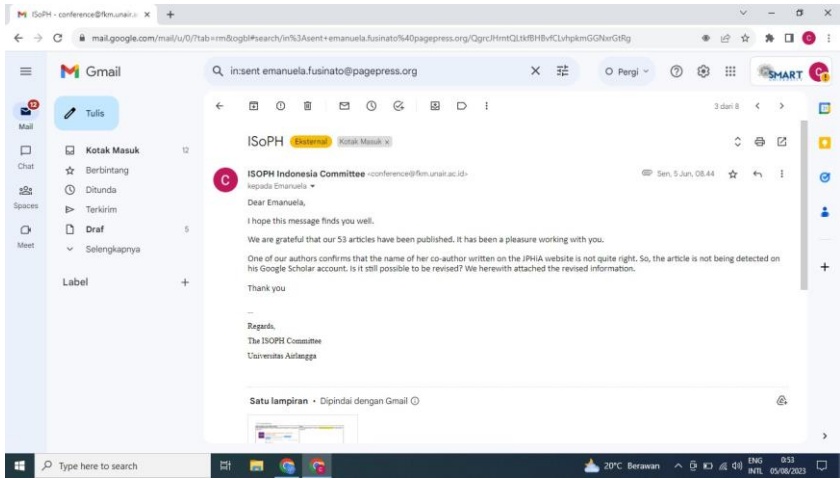 ISoPH - conference@fkm.unair.a
mail.google.com/mail/u/0/?tab=rm&ogbl#search/in%3Asent+emanuela.fusinato%40pagepress.org/
Gmail
in:sent emanuela.fusinato@pagepress.org
Pergi
SMART
12
Mail
Chat
Spaces
Meet
Tulis
Kotak Masuk 12
Berbintang
Ditunda
Terkirim
Draf 5
Selengkapnya
Label
3 dari 8
ISoPH Eksternal Kotak Masuk x
C
ISOPH Indonesia Committee <conference@fkm.unair.ac.id>
Sen, 5 Jun, 08.44
kepada Emanuela
Dear Emanuela,
I hope this message finds you well.
We are grateful that our 53 articles have been published. It has been a pleasure working with you.
One of our authors confirms that the name of her co-author written on the JPHiA website is not quite right. So, the article is not being detected on
his Google Scholar account. Is it still possible to be revised? We herewith attached the revised information.
Thank you
--
Regards,
The ISOPH Committee
Universitas Airlangga
Satu lampiran • Dipindai dengan Gmail
Type here to search
20°C Berawan
ENG
INTL
0:53
05/08/2023